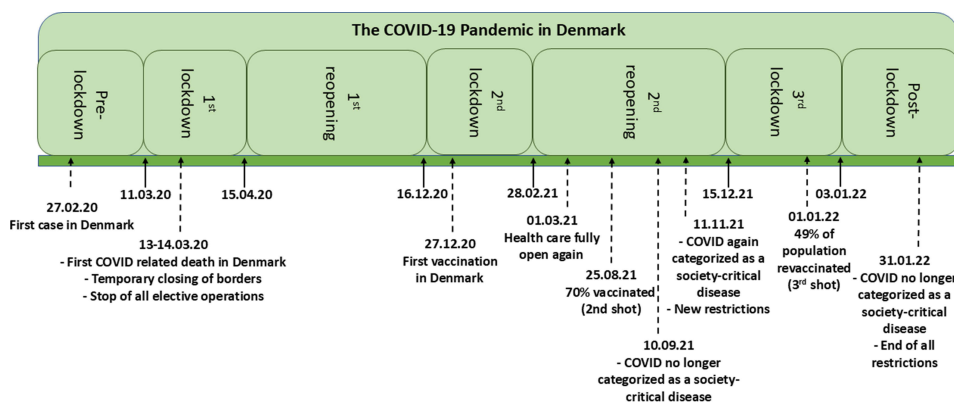 The COVID-19 Pandemic in Denmark
Pre-
lockdown
1st
lockdown
1st
reopening
2nd
lockdown
2nd
reopening
3rd
lockdown
Post-
lockdown
27.02.20
First case in Denmark
11.03.20
13-14.03.20
- First COVID related death in Denmark
- Temporary closing of borders
- Stop of all elective operations
15.04.20
16.12.20
27.12.20
First vaccination
in Denmark
28.02.21
01.03.21
Health care fully
open again
25.08.21
70% vaccinated
(2nd shot)
10.09.21
- COVID no longer
categorized as a society-
critical disease
11.11.21
- COVID again
categorized as a
society-critical
disease
- New restrictions
15.12.21
01.01.22
49% of
population
revaccinated
(3rd shot)
03.01.22
31.01.22
- COVID no longer
categorized as a
society-critical
disease
- End of all
restrictions